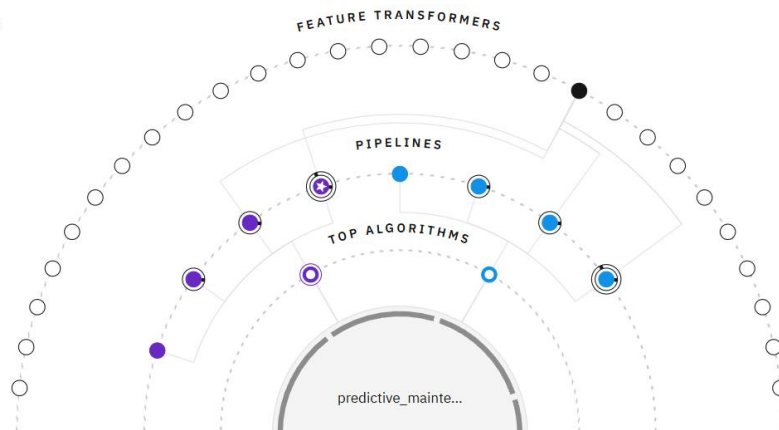 FEATURE TRANSFORMERS
PIPELINES
TOP ALGORITHMS
predictive_mainte...